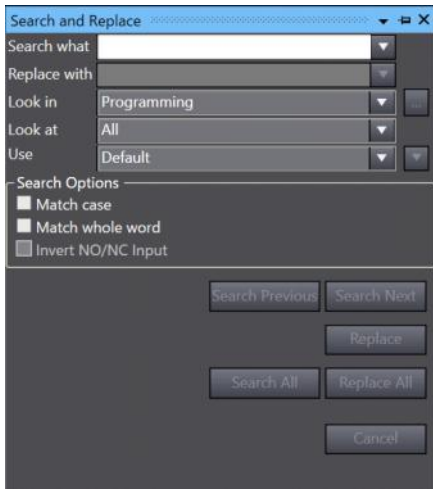 Search and Replace
Search what
Replace with
Look in Programming ...
Look at All
Use Default
Search Options
Match case
Match whole word
Invert NO/NC Input
Search Previous Search Next
Replace
Search All Replace All
Cancel